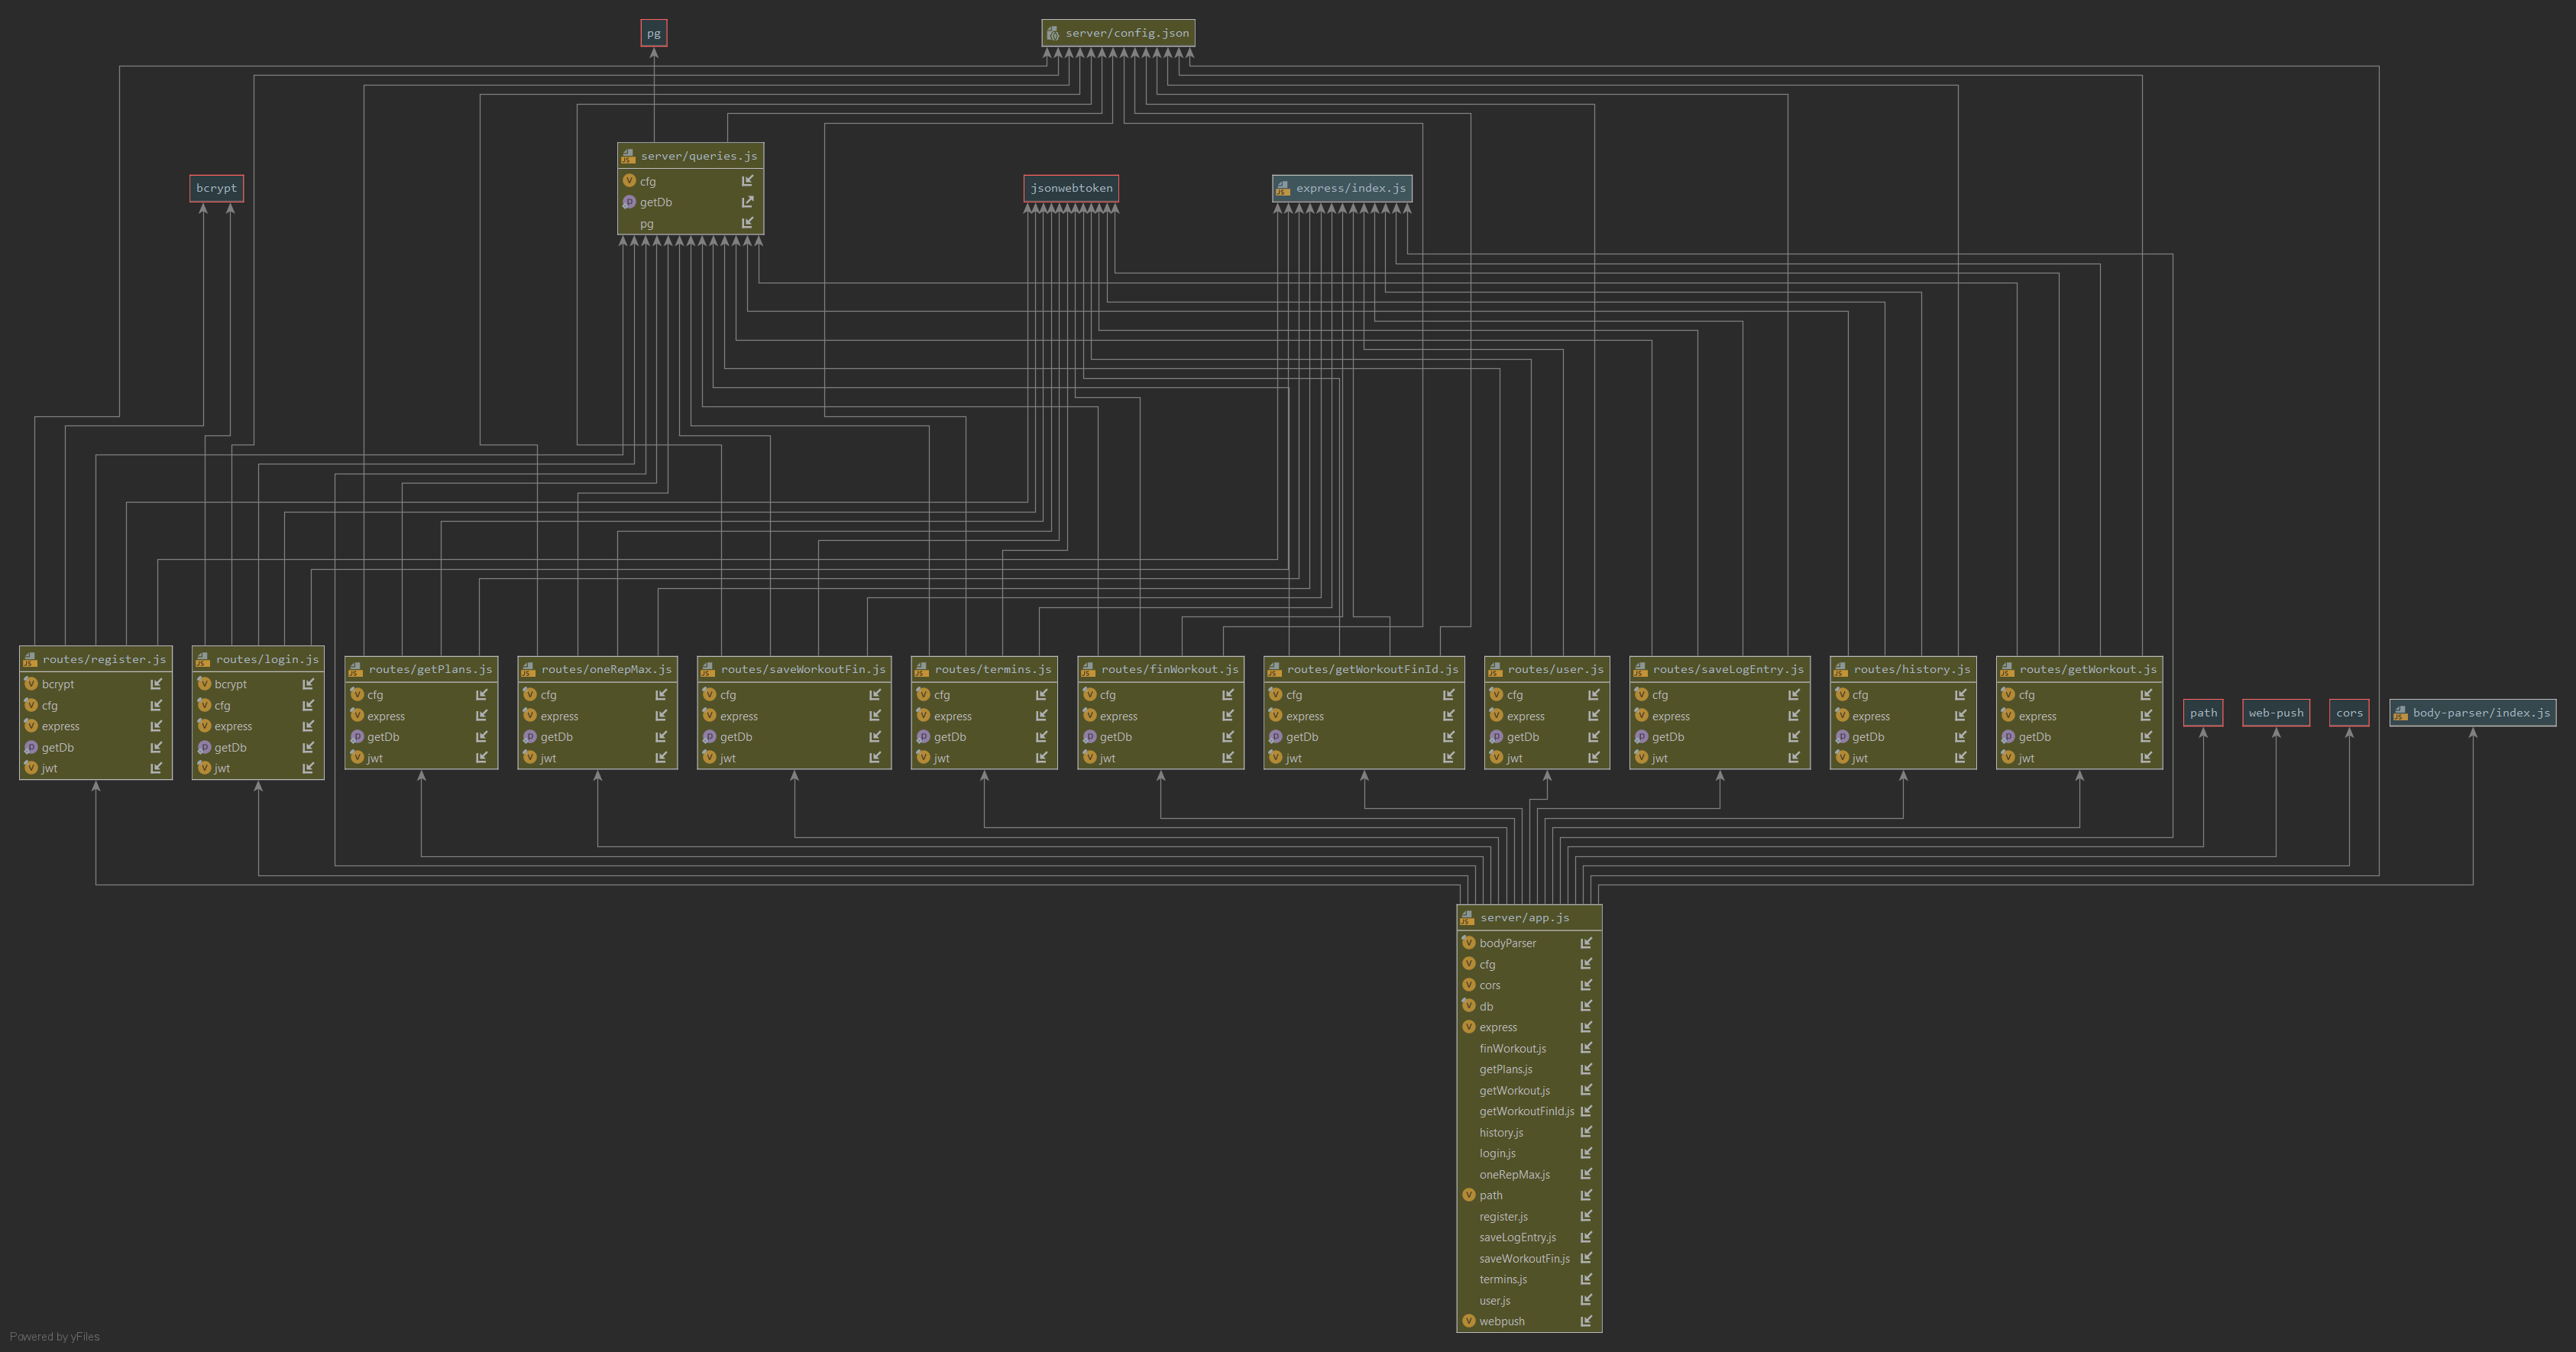 pg
server/config.json
server/queries.js
cfg
getDb
pg
bcrypt
jsonwebtoken
express/index.js
routes/register.js
bcrypt
cfg
express
getDb
jwt
routes/login.js
bcrypt
cfg
express
getDb
jwt
routes/getPlans.js
cfg
express
getDb
jwt
routes/oneRepMax.js
cfg
express
getDb
jwt
routes/saveWorkoutFin.js
cfg
express
getDb
jwt
routes/termins.js
cfg
express
getDb
jwt
routes/finWorkout.js
cfg
express
getDb
jwt
routes/getWorkoutFinId.js
cfg
express
getDb
jwt
routes/user.js
cfg
express
getDb
jwt
routes/saveLogEntry.js
cfg
express
getDb
jwt
routes/history.js
cfg
express
getDb
jwt
routes/getWorkout.js
cfg
express
getDb
jwt
path
web-push
cors
body-parser/index.js
server/app.js
bodyParser
cfg
cors
db
express
finWorkout.js
getPlans.js
getWorkout.js
getWorkoutFinId.js
history.js
login.js
oneRepMax.js
path
register.js
saveLogEntry.js
saveWorkoutFin.js
termins.js
user.js
webpush
Powered by yFiles